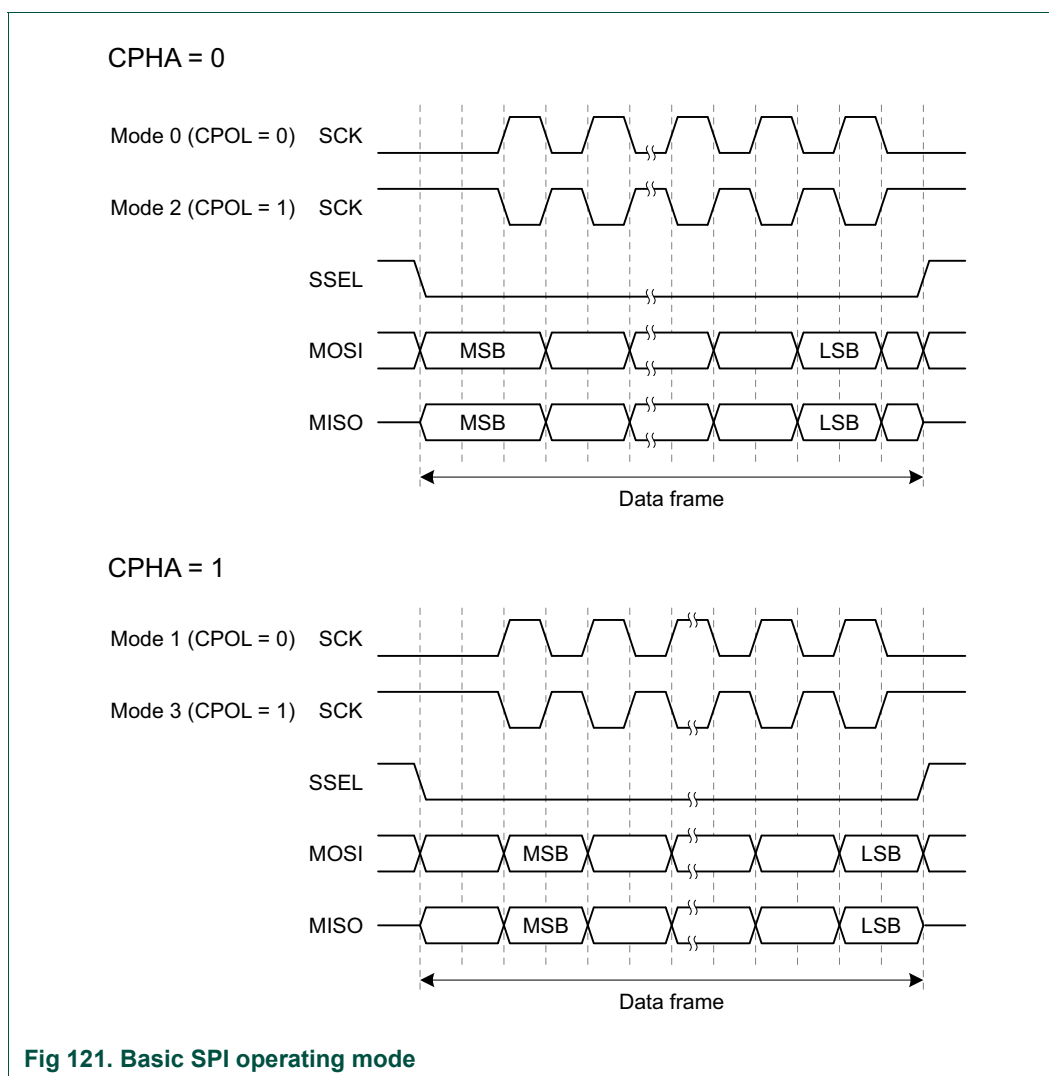 CPHA = 0
Mode 0 (CPOL = 0) SCK
Mode 2 (CPOL = 1) SCK
SSEL
MOSI MSB LSB
MISO MSB LSB
Data frame
CPHA = 1
Mode 1 (CPOL = 0) SCK
Mode 3 (CPOL = 1) SCK
SSEL
MOSI MSB LSB
MISO MSB LSB
Data frame
Fig 121. Basic SPI operating mode